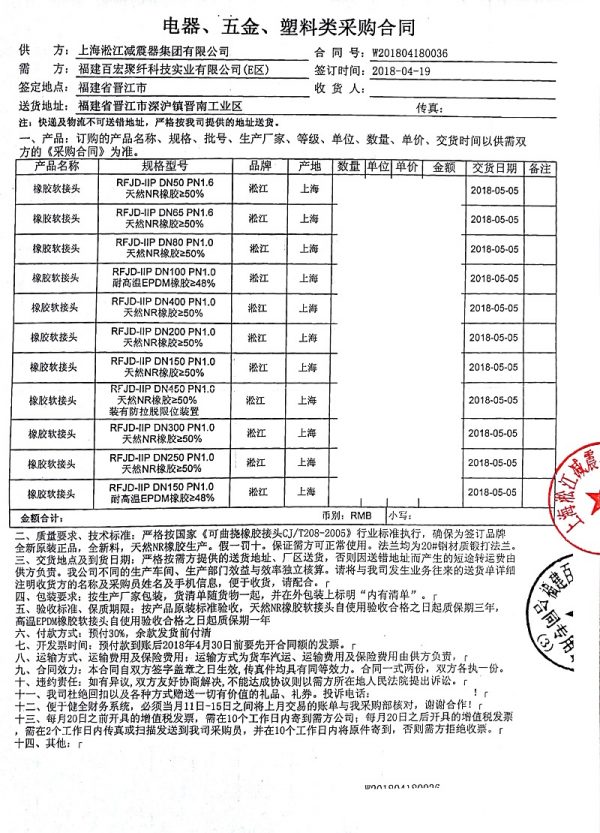 电器、五金、塑料类采购合同
供　方： 上海淞江减震器集团有限公司 合同号： W201804180036
需　方： 福建百宏聚纤科技实业有限公司(E区) 签订时间： 2018-04-19
签定地点： 福建省晋江市 收货人：
送货地址： 福建省晋江市深沪镇晋南工业区 传真：
注：快递及物流不可送错地址，严格按我司提供的地址送货。
一、产品：订购的产品名称、规格、批号、生产厂家、等级、单位、数量、单价、交货时间以供需双
方的《采购合同》为准。
产品名称 规格型号 品牌 产地 数量 单位 单价 金额 交货日期 备注
橡胶软接头 RFJD-IIP DN50 PN1.6 淞江 上海 2018-05-05
天然NR橡胶≥50%
橡胶软接头 RFJD-IIP DN65 PN1.6 淞江 上海 2018-05-05
天然NR橡胶≥50%
橡胶软接头 RFJD-IIP DN80 PN1.0 淞江 上海 2018-05-05
天然NR橡胶≥50%
橡胶软接头 RFJD-IIP DN100 PN1.0 淞江 上海 2018-05-05
耐高温EPDM橡胶≥48%
橡胶软接头 RFJD-IIP DN400 PN1.0 淞江 上海 2018-05-05
天然NR橡胶≥50%
橡胶软接头 RFJD-IIP DN200 PN1.0 淞江 上海 2018-05-05
天然NR橡胶≥50%
橡胶软接头 RFJD-IIP DN150 PN1.0 淞江 上海 2018-05-05
天然NR橡胶≥50%
橡胶软接头 RFJD-IIP DN450 PN1.0 淞江 上海 2018-05-05
天然NR橡胶≥50%
装有防拉脱限位装置
橡胶软接头 RFJD-IIP DN300 PN1.0 淞江 上海 2018-05-05
天然NR橡胶≥50%
橡胶软接头 RFJD-IIP DN250 PN1.0 淞江 上海 2018-05-05
天然NR橡胶≥50%
橡胶软接头 RFJD-IIP DN150 PN1.0 淞江 上海 2018-05-05
耐高温EPDM橡胶≥48%
金额合计： 币别：RMB 小写：
二、质量要求、技术标准：严格按国家《可曲挠橡胶接头CJ/T208-2005》行业标准执行，确保为签订品牌
全新原装正品，全新料，天然NR橡胶生产。假一罚十。保证需方可正常使用。法兰均为20#钢材质锻打法兰。
三、交货地点及到货日期：严格按需方提供的送货地址、厂区送货，否则因送错地址而产生的短途转运费由
供方负责。我公司不同的生产车间、生产部门效益与效率独立核算。请将与我司发生业务往来的送货单详细
注明收货方的名称及采购员姓名及手机信息，便于收货，请配合。
四、包装要求：按生产厂家包装，货清单随货物一起，并在外包装上标明“内有清单”。
五、验收标准、保质期限：按产品原装标准验收，天然NR橡胶接头自使用验收合格之日起质保期三年，
高温EPDM橡胶软接头自使用验收合格之日起质保期一年
六、付款方式：预付30%，余款发货前付清
七、开发票时间：预付款到账后2018年4月30日前要先开合同额的发票。
八、运输方式、运输费用及保险费用：运输方式为货车汽运、运输费用及保险费用由供方负责，
九、合同效力：本合同自双方签字盖章之日生效，传真件均具有同等效力。合同一式两份，双方各执一份。
十、违约责任：如有异议，双方友好协商解决，不能达成协议则以需方所在地人民法院提出诉讼。
十一、我司杜绝回扣以及各种方式赠送一切有价值的礼品、礼券。投诉电话：
十二、便于健全财务系统，必须当月11日-15日之间将上月交易的账单与我采购部核对，谢谢合作！
十三、每月20日之前开具的增值税发票，需在10个工作日内寄到需方公司；每月20日之后开具的增值税发票
，需在2个工作日内传真或扫描发送到我司采购员，并在10个工作日内将原件寄到，否则需方拒绝收票。
十四、其他：
上海淞江减震
福建百
合同专用
(3)
W201804180036